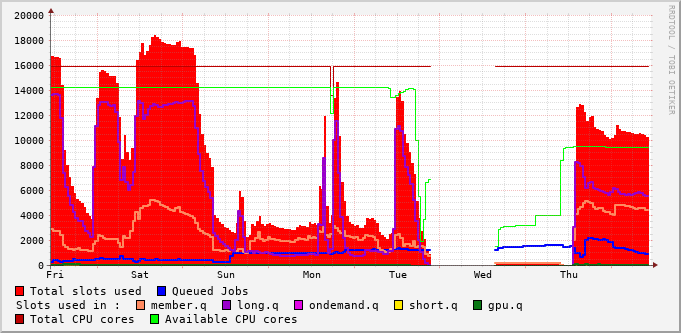 20000
18000
16000
14000
12000
10000
8000
6000
4000
2000
0
Fri Sat Sun Mon Tue Wed Thu
Total slots used Queued Jobs
Slots used in : member.q long.q ondemand.q short.q gpu.q
Total CPU cores Available CPU cores
RRDTOOL / TOBI OETIKER